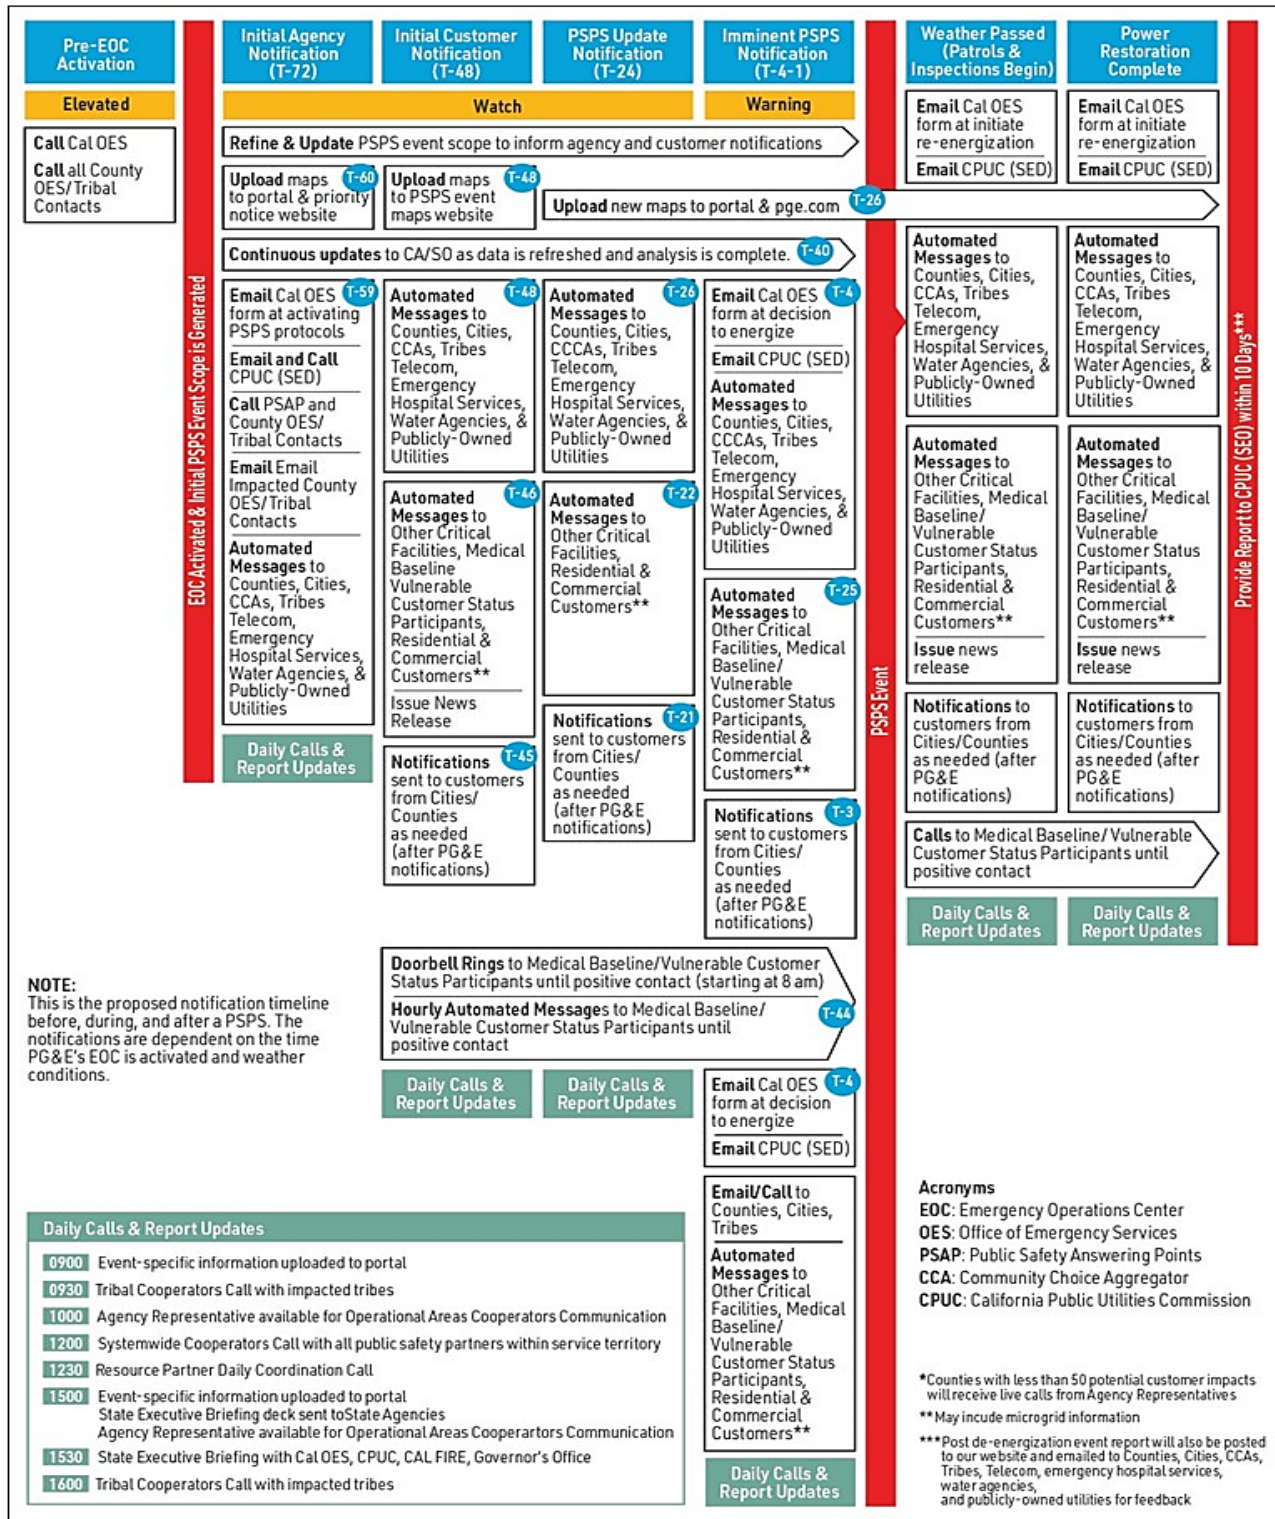 Pre-EOC
Activation
Elevated
Call Cal OES
Call all County
OES/Tribal
Contacts
EOC Activated & Initial PSPS Event Scope is Generated
Initial Agency
Notification
(T-72)
Initial Customer
Notification
(T-48)
PSPS Update
Notification
(T-24)
Imminent PSPS
Notification
(T-4-1)
Watch
Warning
Refine & Update PSPS event scope to inform agency and customer notifications
Upload maps
to portal & priority
notice website
T-60
Upload maps
to PSPS event
maps website
T-48
Upload new maps to portal & pge.com
T-26
Continuous updates to CA/SO as data is refreshed and analysis is complete.
T-40
Email Cal OES
form at activating
PSPS protocols
T-59
Email and Call
CPUC (SED)
Call PSAP and
County OES/
Tribal Contacts
Email Email
Impacted County
OES/Tribal
Contacts
Automated
Messages to
Counties, Cities,
CCAs, Tribes
Telecom,
Emergency
Hospital Services,
Water Agencies, &
Publicly-Owned
Utilities
Daily Calls &
Report Updates
Automated
Messages to
Counties, Cities,
CCAs, Tribes
Telecom,
Emergency
Hospital Services,
Water Agencies, &
Publicly-Owned
Utilities
T-48
Automated
Messages to
Other Critical
Facilities, Medical
Baseline
Vulnerable
Customer Status
Participants,
Residential &
Commercial
Customers**
T-46
Issue News
Release
Notifications
sent to customers
from Cities/
Counties
as needed
(after PG&E
notifications)
T-45
Automated
Messages to
Counties, Cities,
CCCAs, Tribes
Telecom,
Emergency
Hospital Services,
Water Agencies, &
Publicly-Owned
Utilities
T-26
Automated
Messages to
Other Critical
Facilities,
Residential &
Commercial
Customers**
T-22
Notifications
sent to customers
from Cities/
Counties
as needed
(after PG&E
notifications)
T-21
Email Cal OES
form at decision
to energize
T-4
Email CPUC (SED)
Automated
Messages to
Counties, Cities,
CCCAs, Tribes
Telecom,
Emergency
Hospital Services,
Water Agencies, &
Publicly-Owned
Utilities
Automated
Messages to
Other Critical
Facilities, Medical
Baseline/
Vulnerable
Customer Status
Participants,
Residential &
Commercial
Customers**
T-25
Notifications
sent to customers
from Cities/
Counties
as needed
(after PG&E
notifications)
T-3
Doorbell Rings to Medical Baseline/Vulnerable Customer
Status Participants until positive contact (starting at 8 am)
Hourly Automated Messages to Medical Baseline/
Vulnerable Customer Status Participants until
positive contact
T-44
Daily Calls &
Report Updates
Daily Calls &
Report Updates
Email Cal OES
form at decision
to energize
T-4
Email CPUC (SED)
Email/Call to
Counties, Cities,
Tribes
Automated
Messages to
Other Critical
Facilities, Medical
Baseline/
Vulnerable
Customer Status
Participants,
Residential &
Commercial
Customers**
Daily Calls &
Report Updates
PSPS Event
Weather Passed
(Patrols &
Inspections Begin)
Email Cal OES
form at initiate
re-energization
Email CPUC (SED)
Automated
Messages to
Counties, Cities,
CCAs, Tribes
Telecom,
Emergency
Hospital Services,
Water Agencies, &
Publicly-Owned
Utilities
Automated
Messages to
Other Critical
Facilities, Medical
Baseline/
Vulnerable
Customer Status
Participants,
Residential &
Commercial
Customers**
Issue news
release
Notifications to
customers from
Cities/Counties
as needed (after
PG&E
notifications)
Power
Restoration
Complete
Email Cal OES
form at initiate
re-energization
Email CPUC (SED)
Automated
Messages to
Counties, Cities,
CCAs, Tribes
Telecom,
Emergency
Hospital Services,
Water Agencies, &
Publicly-Owned
Utilities
Automated
Messages to
Other Critical
Facilities, Medical
Baseline/
Vulnerable
Customer Status
Participants,
Residential &
Commercial
Customers**
Issue news
release
Notifications to
customers from
Cities/Counties
as needed (after
PG&E
notifications)
Calls to Medical Baseline/ Vulnerable
Customer Status Participants until
positive contact
Daily Calls &
Report Updates
Daily Calls &
Report Updates
Provide Report to CPUC (SEO) within 10 Days***
NOTE:
This is the proposed notification timeline
before, during, and after a PSPS. The
notifications are dependent on the time
PG&E's EOC is activated and weather
conditions.
Daily Calls & Report Updates
0900 Event-specific information uploaded to portal
0930 Tribal Cooperators Call with impacted tribes
1000 Agency Representative available for Operational Areas Cooperators Communication
1200 Systemwide Cooperators Call with all public safety partners within service territory
1230 Resource Partner Daily Coordination Call
1500 Event-specific information uploaded to portal
State Executive Briefing deck sent toState Agencies
Agency Representative available for Operational Areas Cooperartors Communication
1530 State Executive Briefing with Cal OES, CPUC, CAL FIRE, Governor's Office
1600 Tribal Cooperators Call with impacted tribes
Acronyms
EOC: Emergency Operations Center
OES: Office of Emergency Services
PSAP: Public Safety Answering Points
CCA: Community Choice Aggregator
CPUC: California Public Utilities Commission
*Counties with less than 50 potential customer impacts
will receive live calls from Agency Representatives
**May incude microgrid information
***Post de-energization event report will also be posted
to our website and emailed to Counties, Cities, CCAs,
Tribes, Telecom, emergency hospital services,
water agencies,
and publicly-owned utilities for feedback